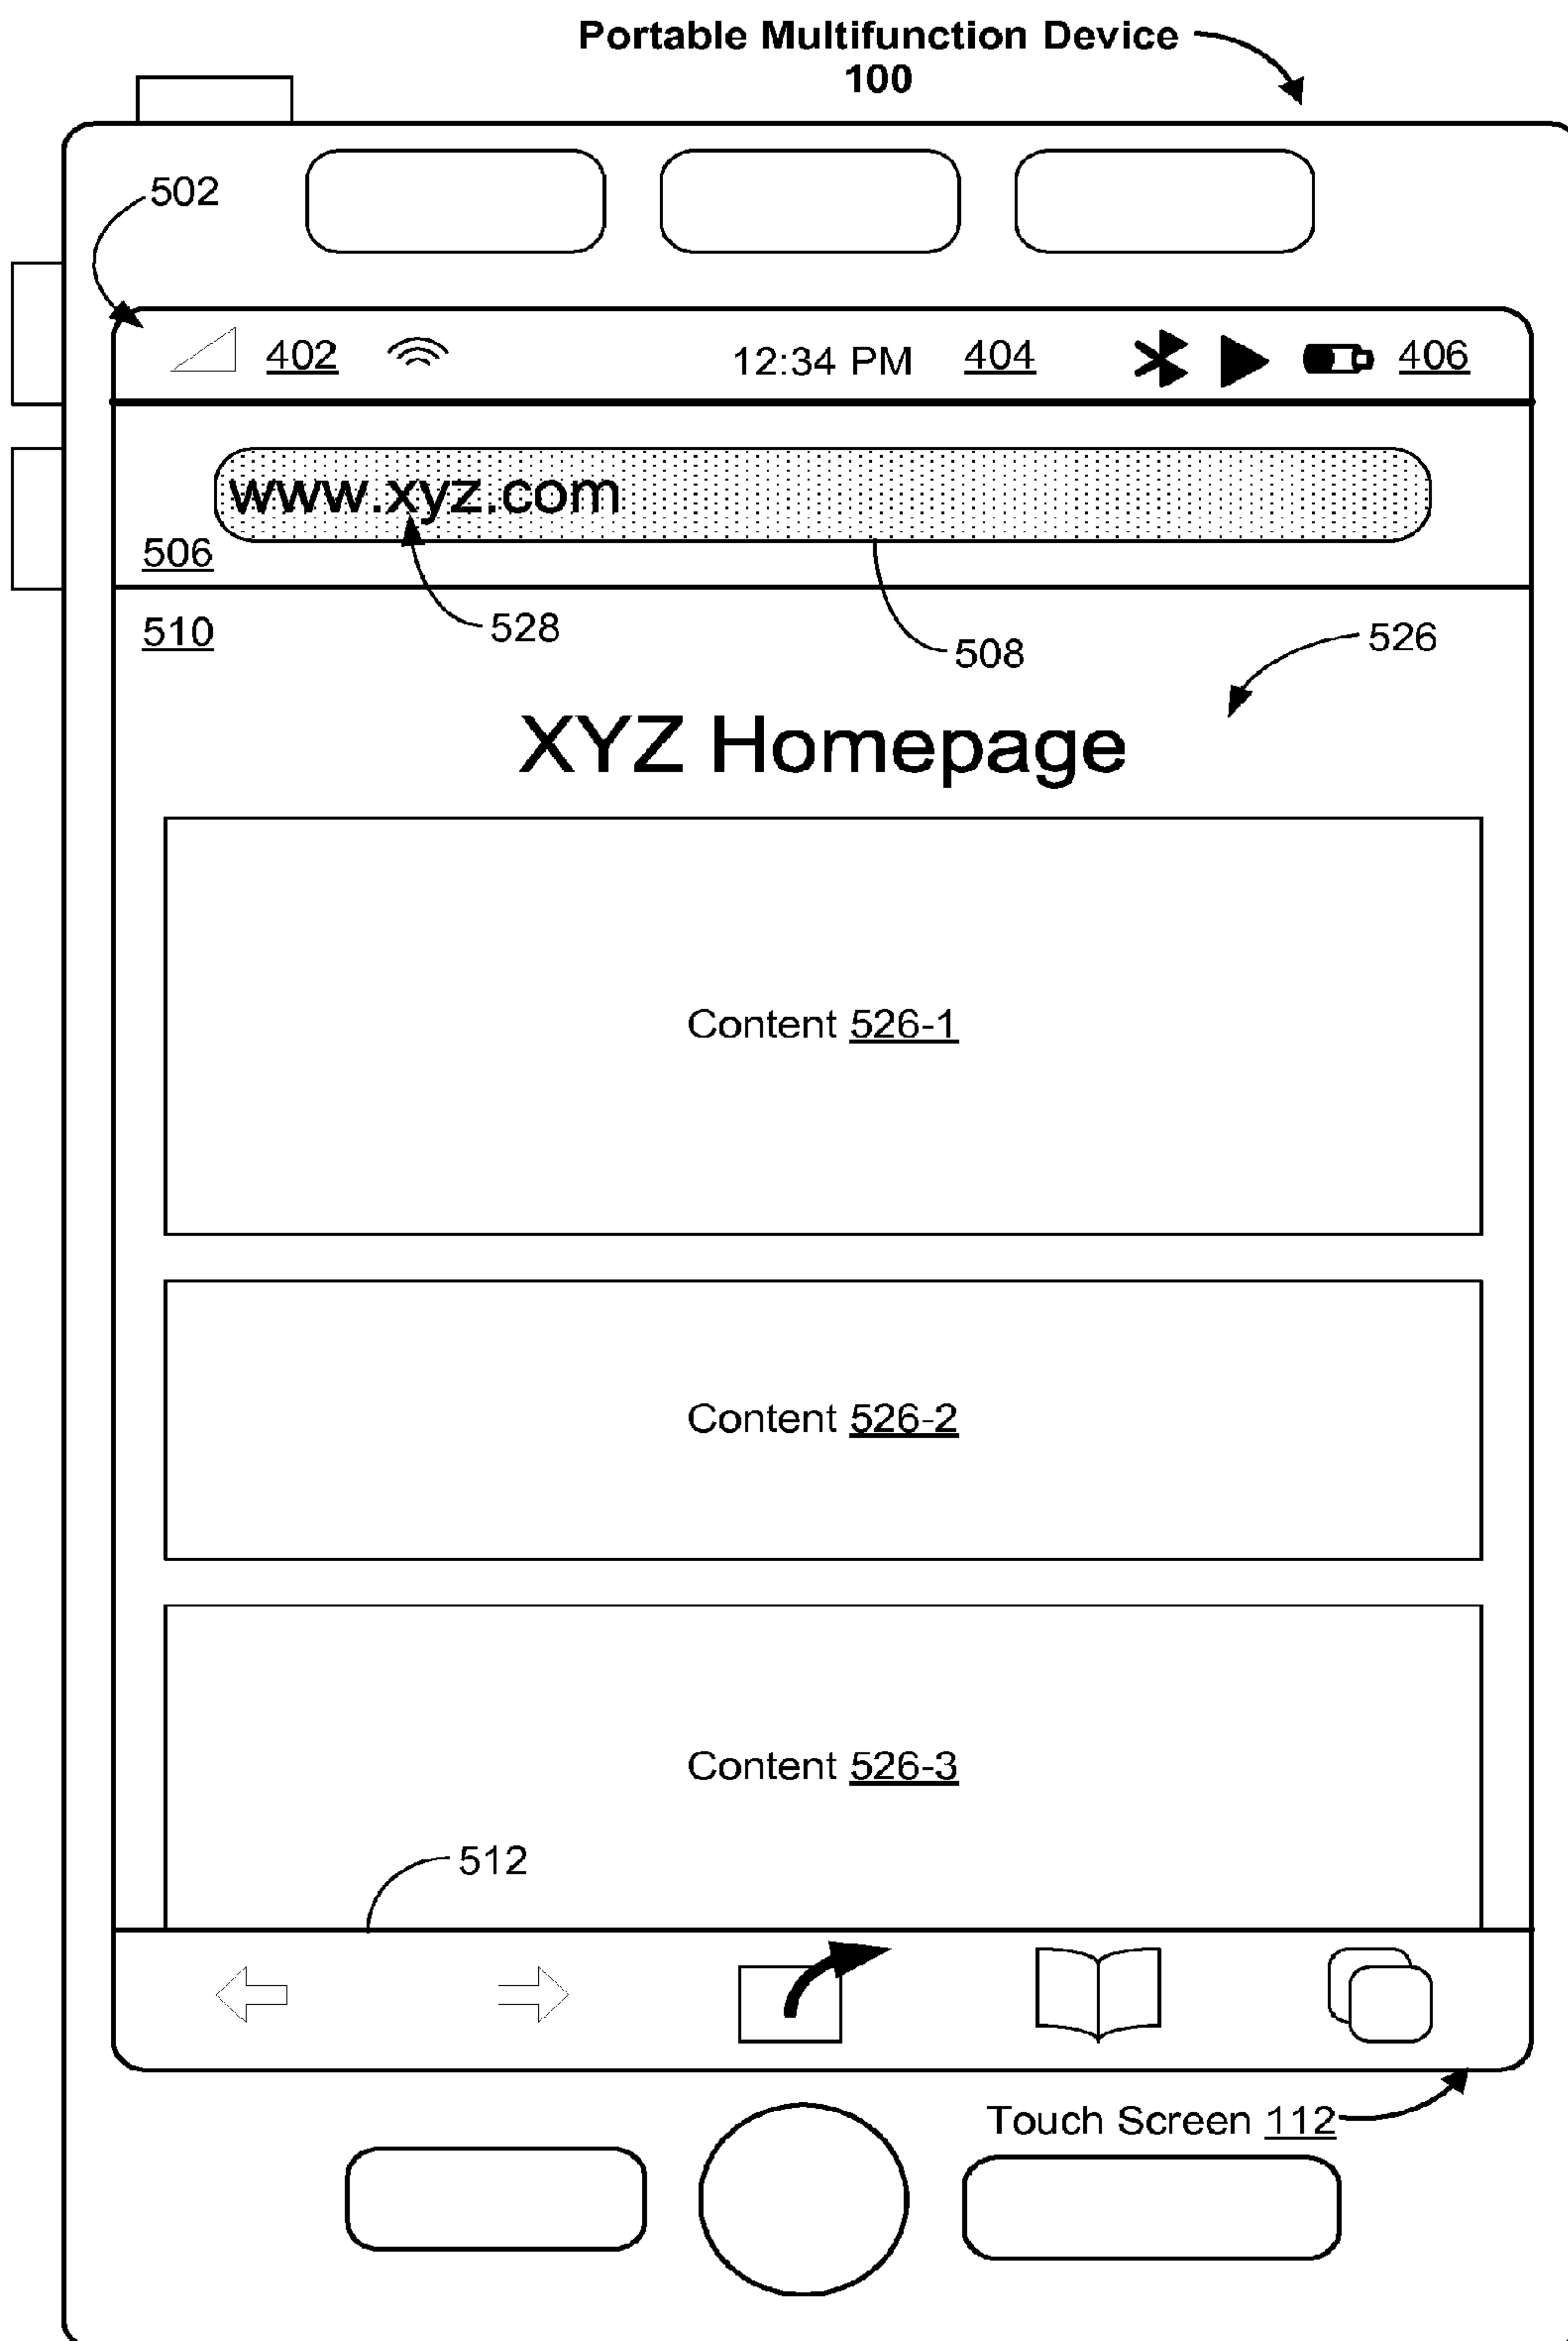 Portable Multifunction Device
100
502
402 12:34 PM 404 406
www.xyz.com
506
510 528 508 526
XYZ Homepage
Content 526-1
Content 526-2
Content 526-3
512
Touch Screen 112